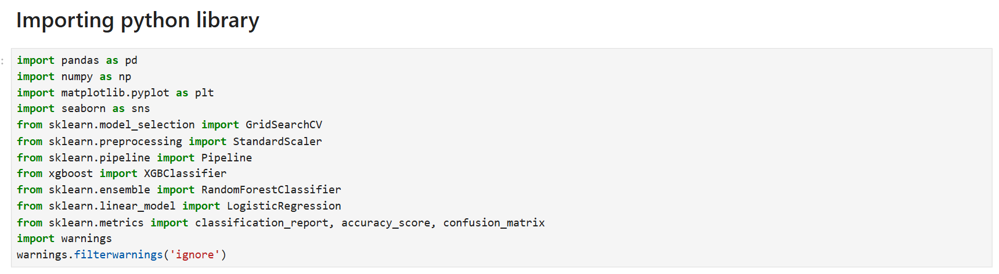 Importing python library
:
import pandas as pd
import numpy as np
import matplotlib.pyplot as plt
import seaborn as sns
from sklearn.model_selection import GridSearchCV
from sklearn.preprocessing import StandardScaler
from sklearn.pipeline import Pipeline
from xgboost import XGBClassifier
from sklearn.ensemble import RandomForestClassifier
from sklearn.linear_model import LogisticRegression
from sklearn.metrics import classification_report, accuracy_score, confusion_matrix
import warnings
warnings.filterwarnings('ignore')